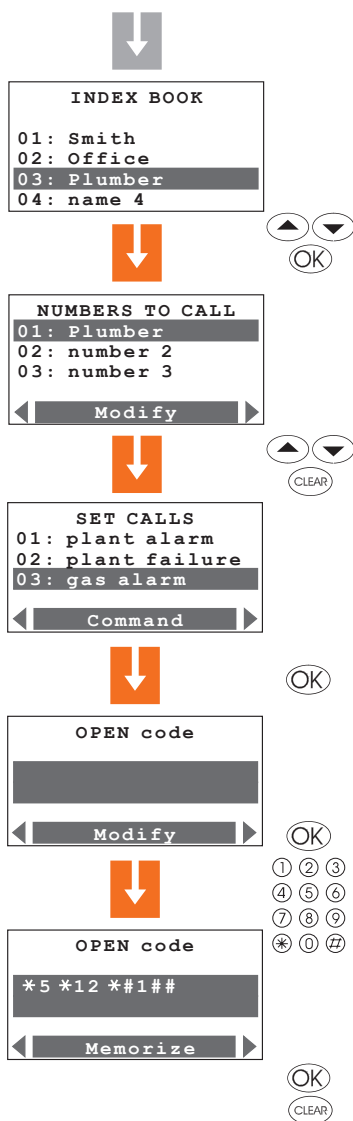 INDEX BOOK
01: Smith
02: Office
03: Plumber
04: name 4
OK
NUMBERS TO CALL
01: Plumber
02: number 2
03: number 3
Modify
CLEAR
SET CALLS
01: plant alarm
02: plant failure
03: gas alarm
Command
OK
OPEN code
Modify
OK
1 2 3
4 5 6
7 8 9
* 0 #
OPEN code
*5*12*#1##
Memorize
OK
CLEAR